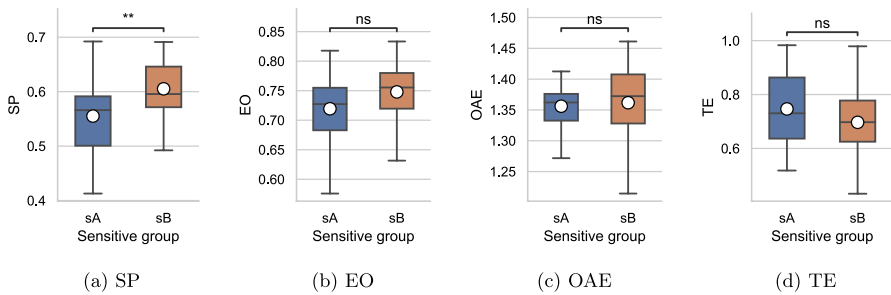 **
SP
0.7
0.6
0.5
0.4
sA sB
Sensitive group
(a) SP
ns
EO
0.85
0.80
0.75
0.70
0.65
0.60
sA sB
Sensitive group
(b) EO
ns
OAE
1.50
1.45
1.40
1.35
1.30
1.25
sA sB
Sensitive group
(c) OAE
ns
TE
1.0
0.8
0.6
sA sB
Sensitive group
(d) TE